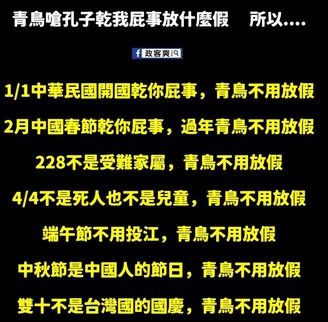 青鳥嗆孔子乾我屁事放什麼假 所以....
政客爽
1/1中華民國開國乾你屁事，青鳥不用放假
2月中國春節乾你屁事，過年青鳥不用放假
228不是受難家屬，青鳥不用放假
4/4不是死人也不是兒童，青鳥不用放假
端午節不用投江，青鳥不用放假
中秋節是中國人的節日，青鳥不用放假
雙十不是台灣國的國慶，青鳥不用放假